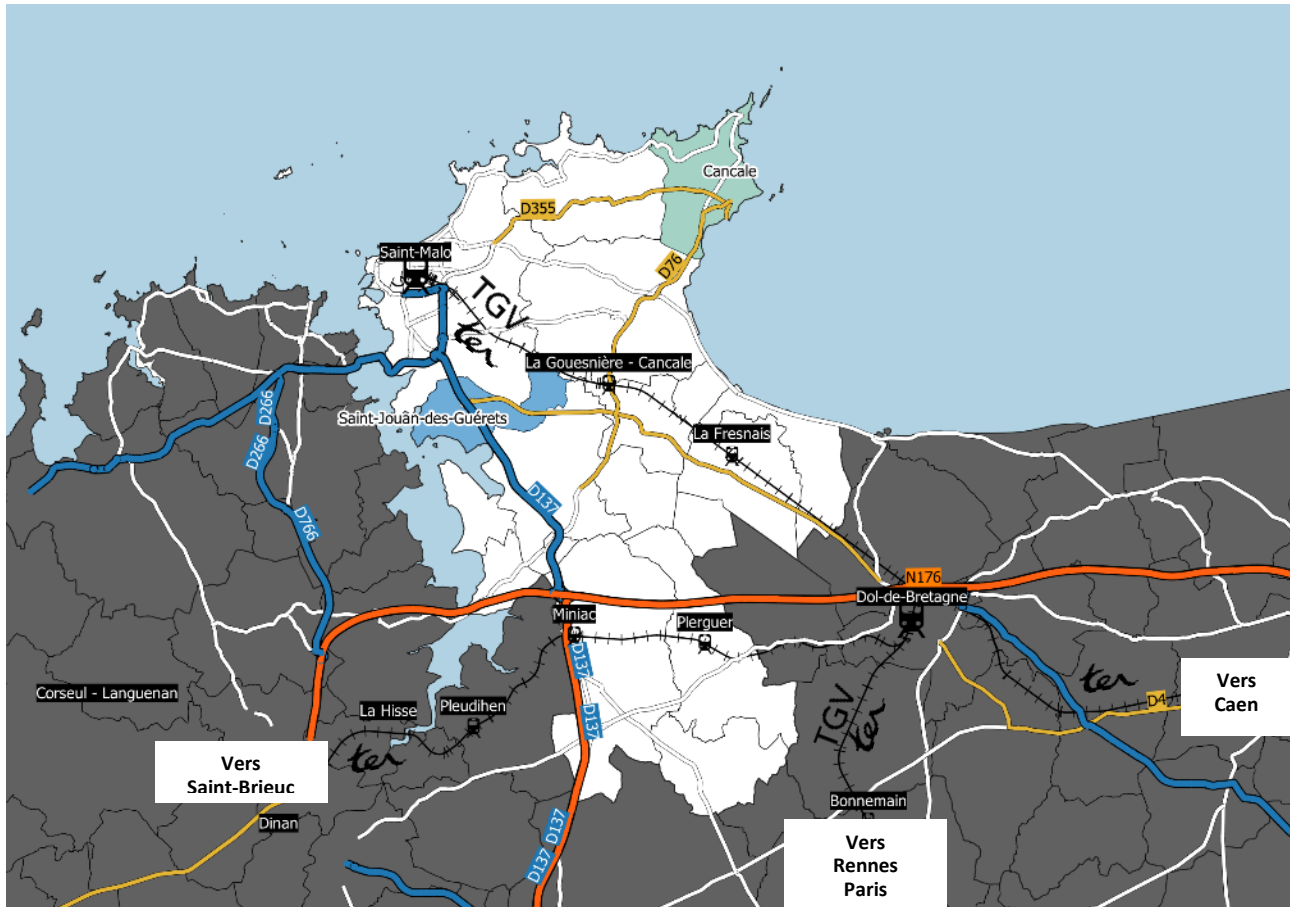 Cancale
D355
Saint-Malo
D76
TGV
ter
La Gouesnière - Cancale
Saint-Jouân-des-Guérets
D266
D266
La Fresnais
D137
D766
N176
Dol-de-Bretagne
Miniac
Plerguer
D137
Corseul - Languenan
La Hisse
Pleudihen
D137
ter
TGV
ter
ter
D4
Vers
Caen
Vers
Saint-Brieuc
Dinan
Bonnemain
D137
D137
Vers
Rennes
Paris